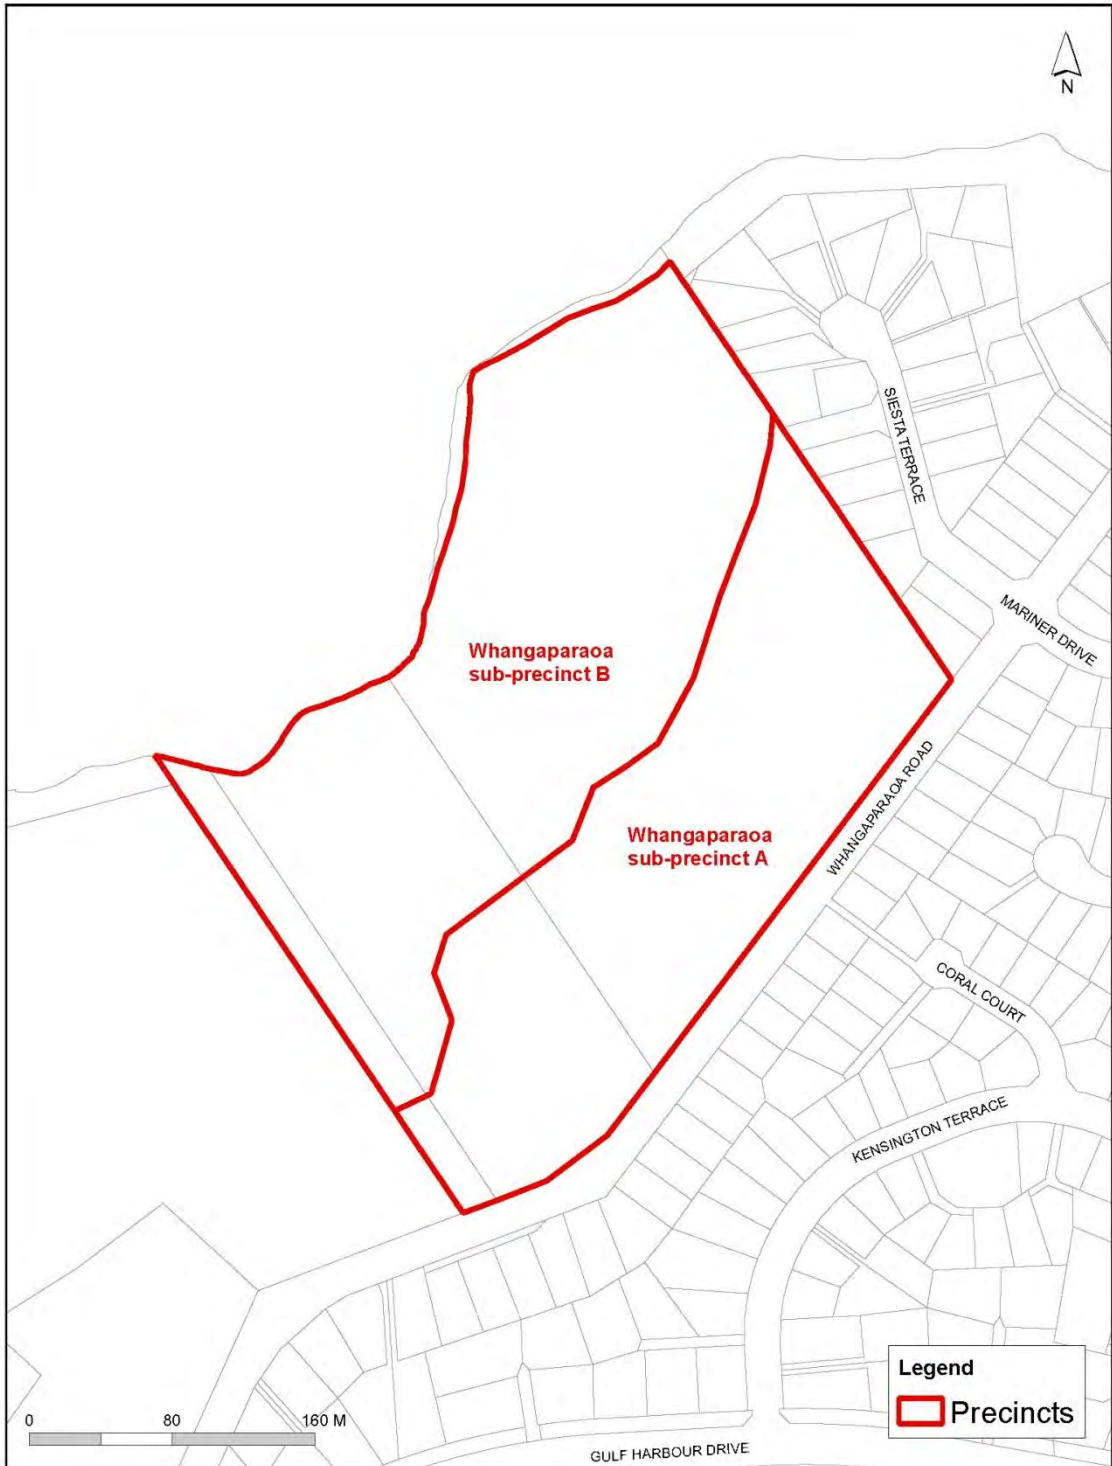 N
SIESTA TERRACE
MARINER DRIVE
Whangaparaoa
sub-precinct B
WHANGAPARAOA ROAD
Whangaparaoa
sub-precinct A
CORAL COURT
KENSINGTON TERRACE
Legend
Precincts
0 80 160 M
GULF HARBOUR DRIVE